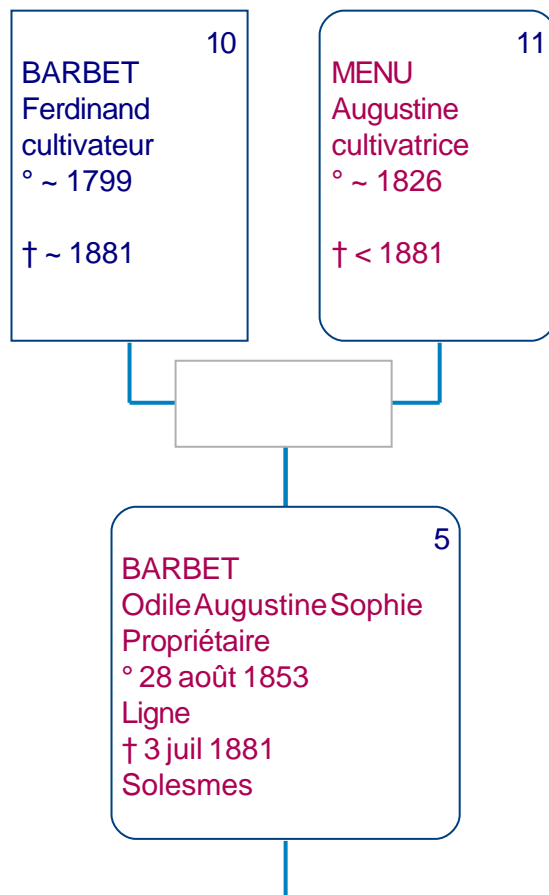 10
BARBET
Ferdinand
cultivateur
° ~ 1799
† ~ 1881
11
MENU
Augustine
cultivatrice
° ~ 1826
† < 1881
5
BARBET
Odile Augustine Sophie
Propriétaire
° 28 août 1853
Ligne
† 3 juil 1881
Solesmes